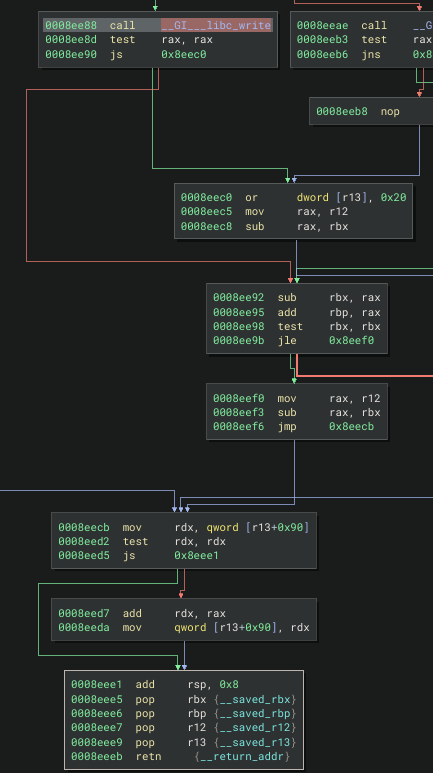 0008ee88 call __GI___libc_write
0008ee8d test rax, rax
0008ee90 js 0x8eec0
0008eeae call __G
0008eeb3 test rax
0008eeb6 jns 0x8
0008eeb8 nop
0008eec0 or dword [r13], 0x20
0008eec5 mov rax, r12
0008eec8 sub rax, rbx
0008ee92 sub rbx, rax
0008ee95 add rbp, rax
0008ee98 test rbx, rbx
0008ee9b jle 0x8eef0
0008eef0 mov rax, r12
0008eef3 sub rax, rbx
0008eef6 jmp 0x8eecb
0008eecb mov rdx, qword [r13+0x90]
0008eed2 test rdx, rdx
0008eed5 js 0x8eee1
0008eed7 add rdx, rax
0008eeda mov qword [r13+0x90], rdx
0008eee1 add rsp, 0x8
0008eee5 pop rbx {__saved_rbx}
0008eee6 pop rbp {__saved_rbp}
0008eee7 pop r12 {__saved_r12}
0008eee9 pop r13 {__saved_r13}
0008eeeb retn {__return_addr}